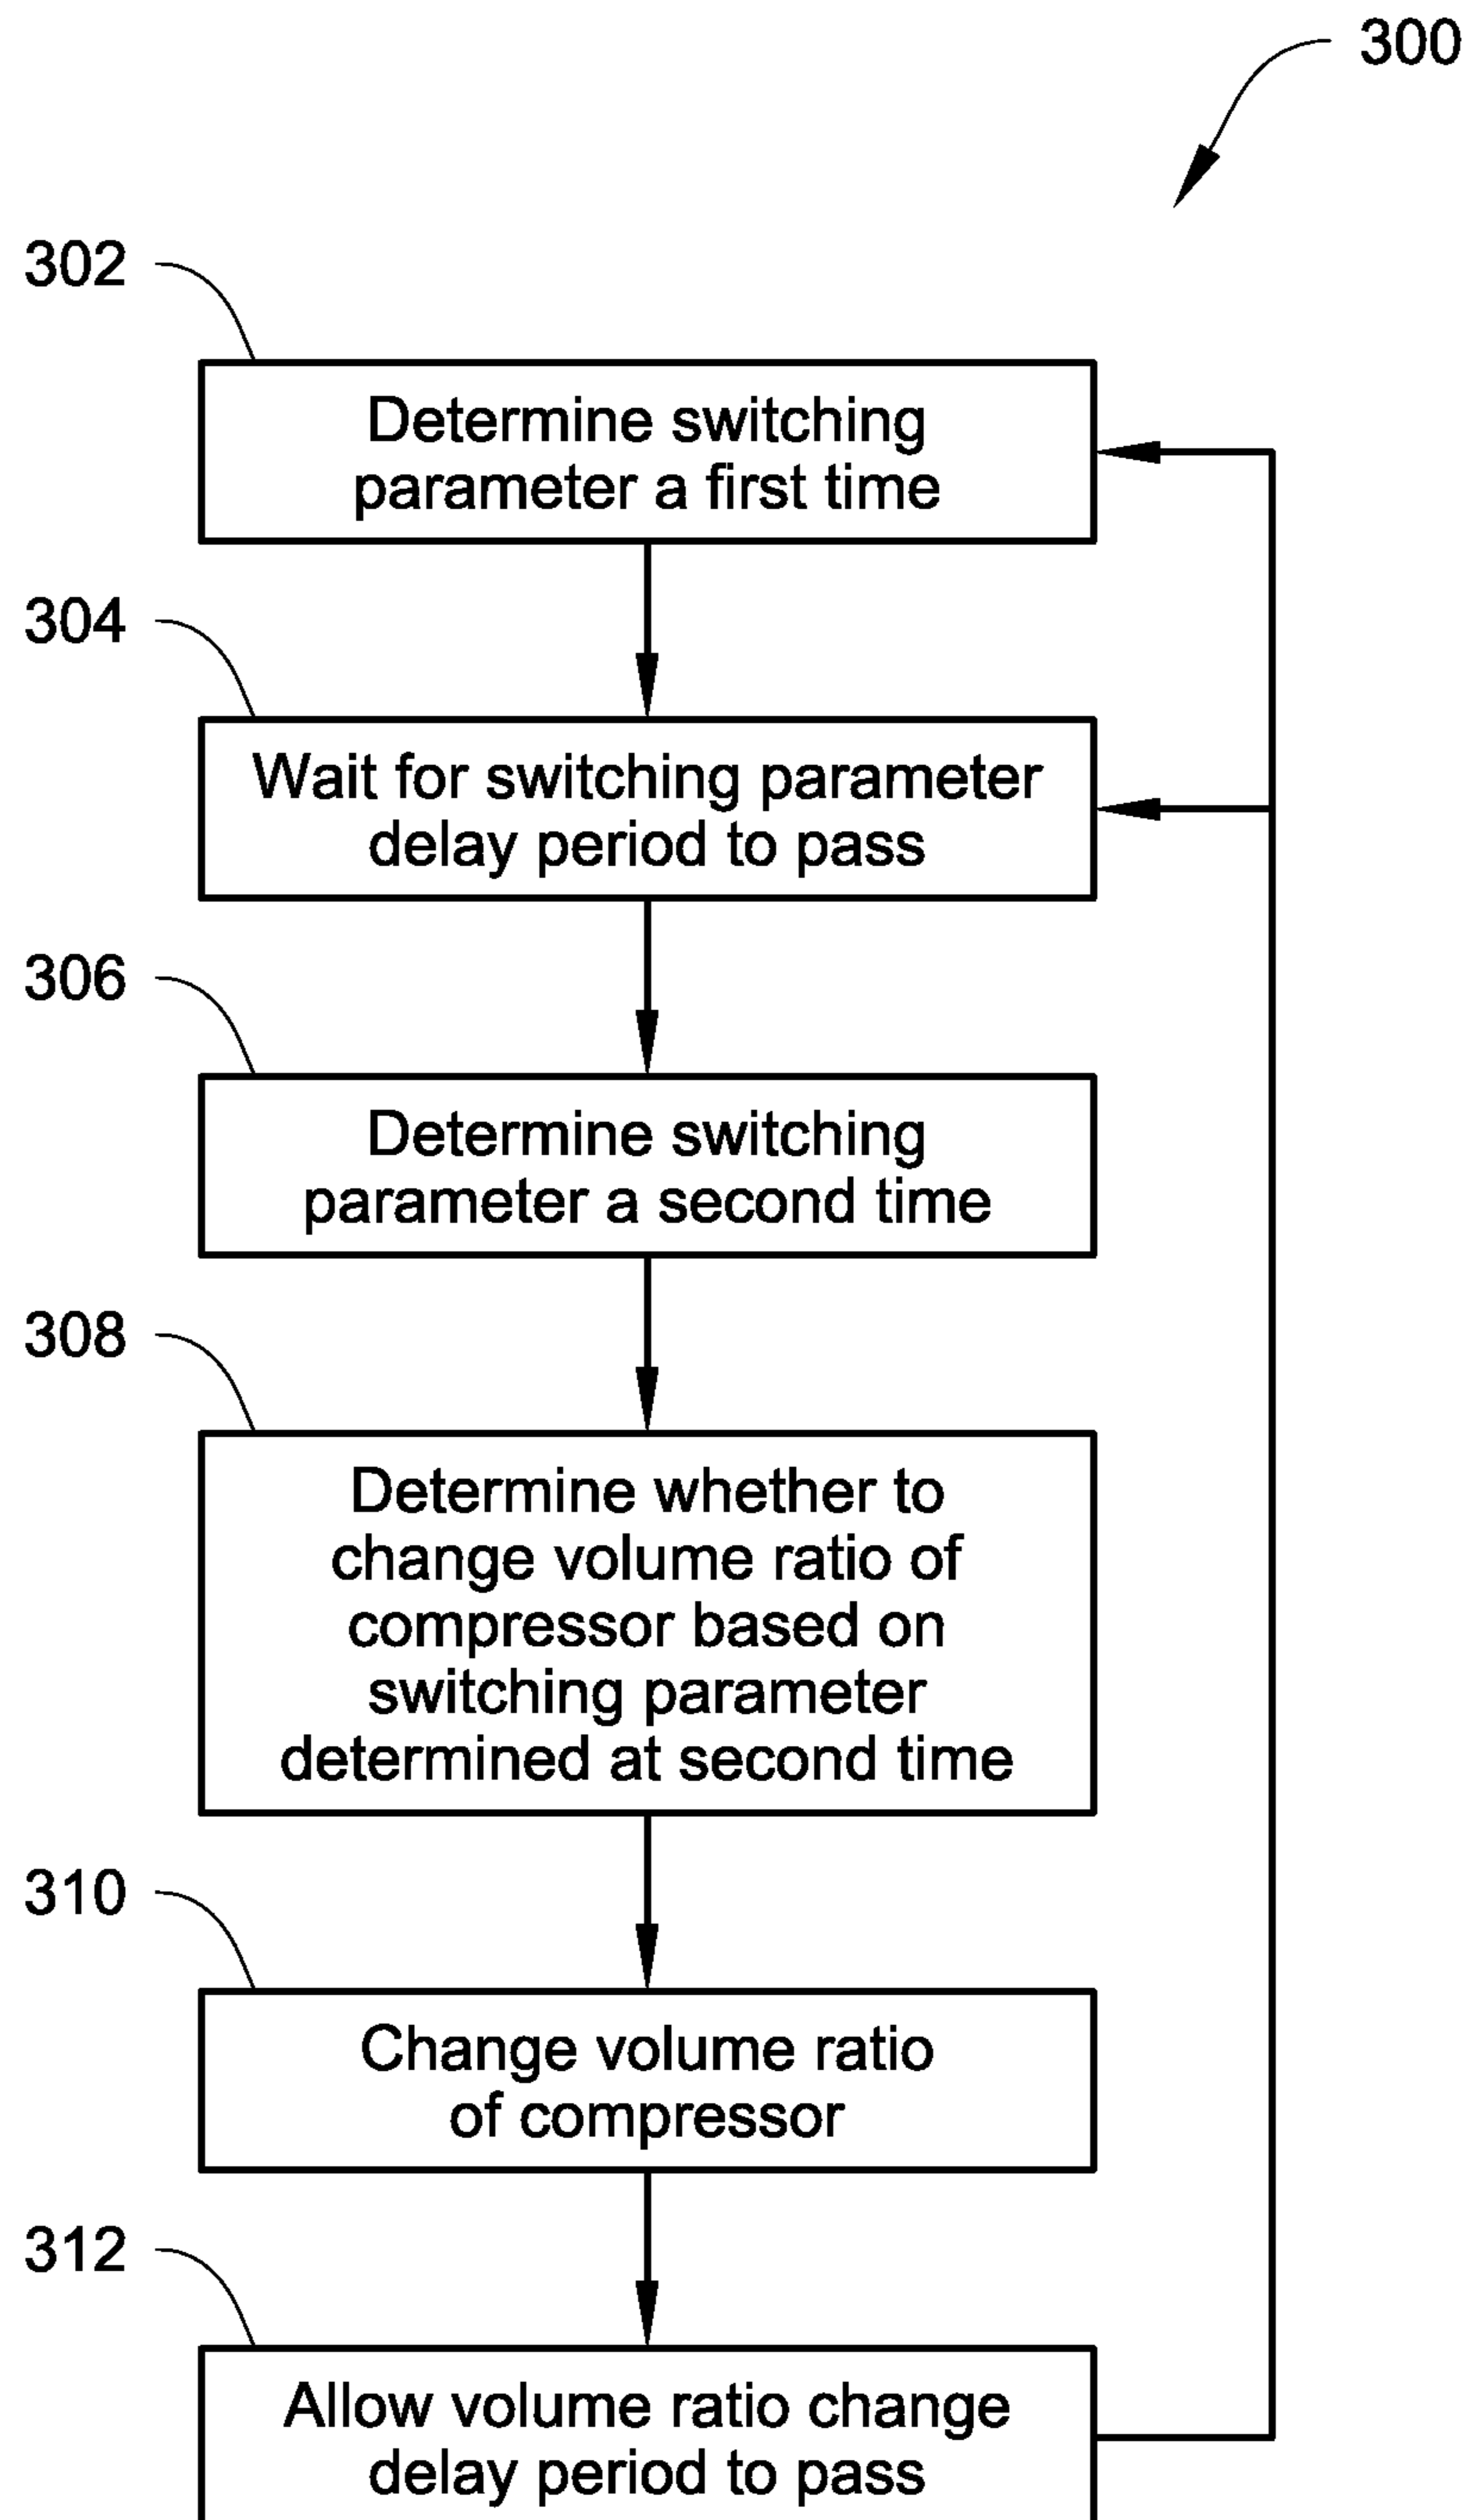 300
302
Determine switching
parameter a first time
304
Wait for switching parameter
delay period to pass
306
Determine switching
parameter a second time
308
Determine whether to
change volume ratio of
compressor based on
switching parameter
determined at second time
310
Change volume ratio
of compressor
312
Allow volume ratio change
delay period to pass